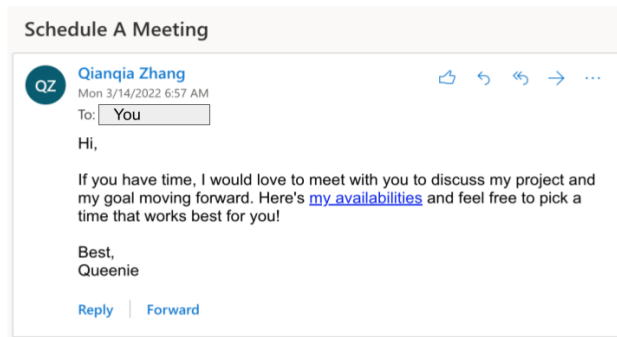 Schedule A Meeting
QZ
Qianqia Zhang
Mon 3/14/2022 6:57 AM
To: You
Hi,
If you have time, I would love to meet with you to discuss my project and
my goal moving forward. Here's my availabilities and feel free to pick a
time that works best for you!
Best,
Queenie
Reply Forward